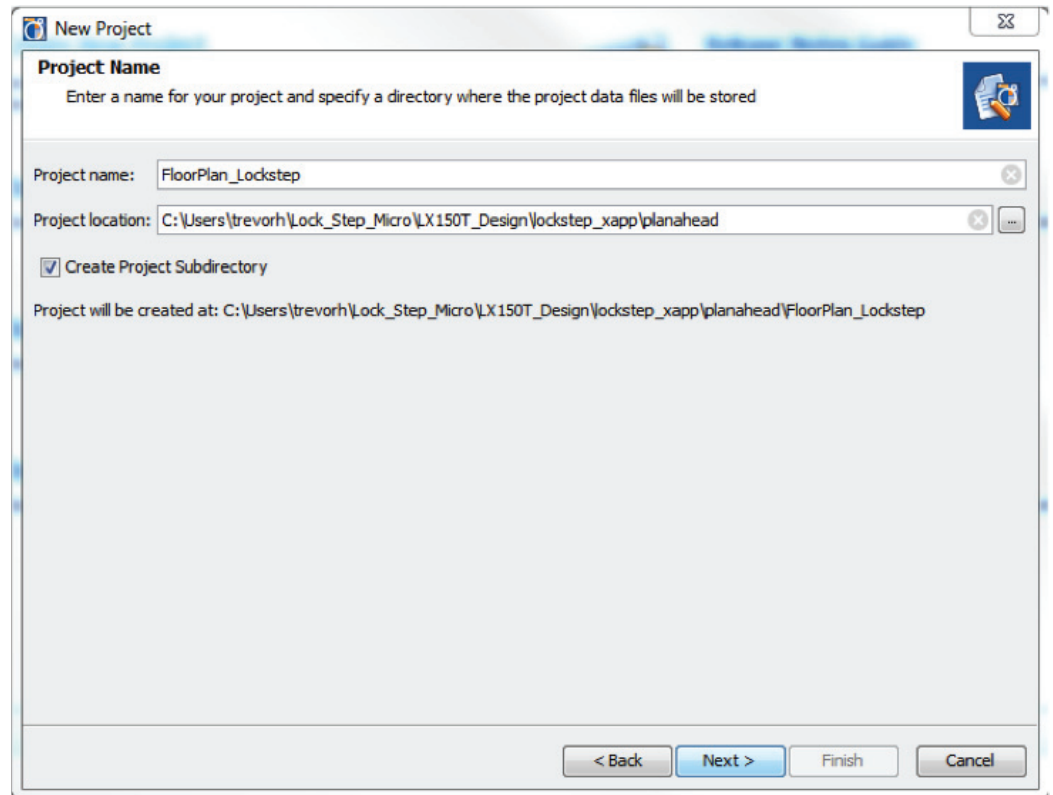 New Project
Project Name
Enter a name for your project and specify a directory where the project data files will be stored
Project name: FloorPlan_Lockstep
Project location: C:\Users\trevorh\Lock_Step_Micro\LX150T_Design\lockstep_xapp\planahead ...
Create Project Subdirectory
Project will be created at: C:\Users\trevorh\Lock_Step_Micro\LX150T_Design\lockstep_xapp\planahead\FloorPlan_Lockstep
< Back Next > Finish Cancel